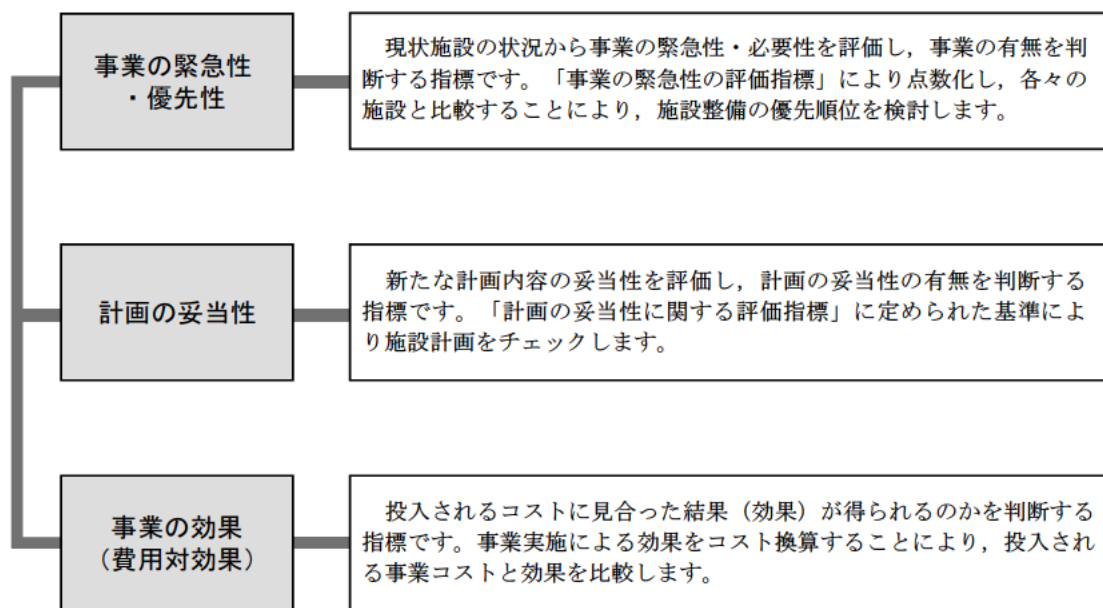 事業の緊急性
・優先性
現状施設の状況から事業の緊急性・必要性を評価し，事業の有無を判
断する指標です。「事業の緊急性の評価指標」により点数化し，各々の
施設と比較することにより，施設整備の優先順位を検討します。
計画の妥当性
新たな計画内容の妥当性を評価し，計画の妥当性の有無を判断する
指標です。「計画の妥当性に関する評価指標」に定められた基準によ
り施設計画をチェックします。
事業の効果
（費用対効果）
投入されるコストに見合った結果（効果）が得られるのかを判断する
指標です。事業実施による効果をコスト換算することにより，投入され
る事業コストと効果を比較します。